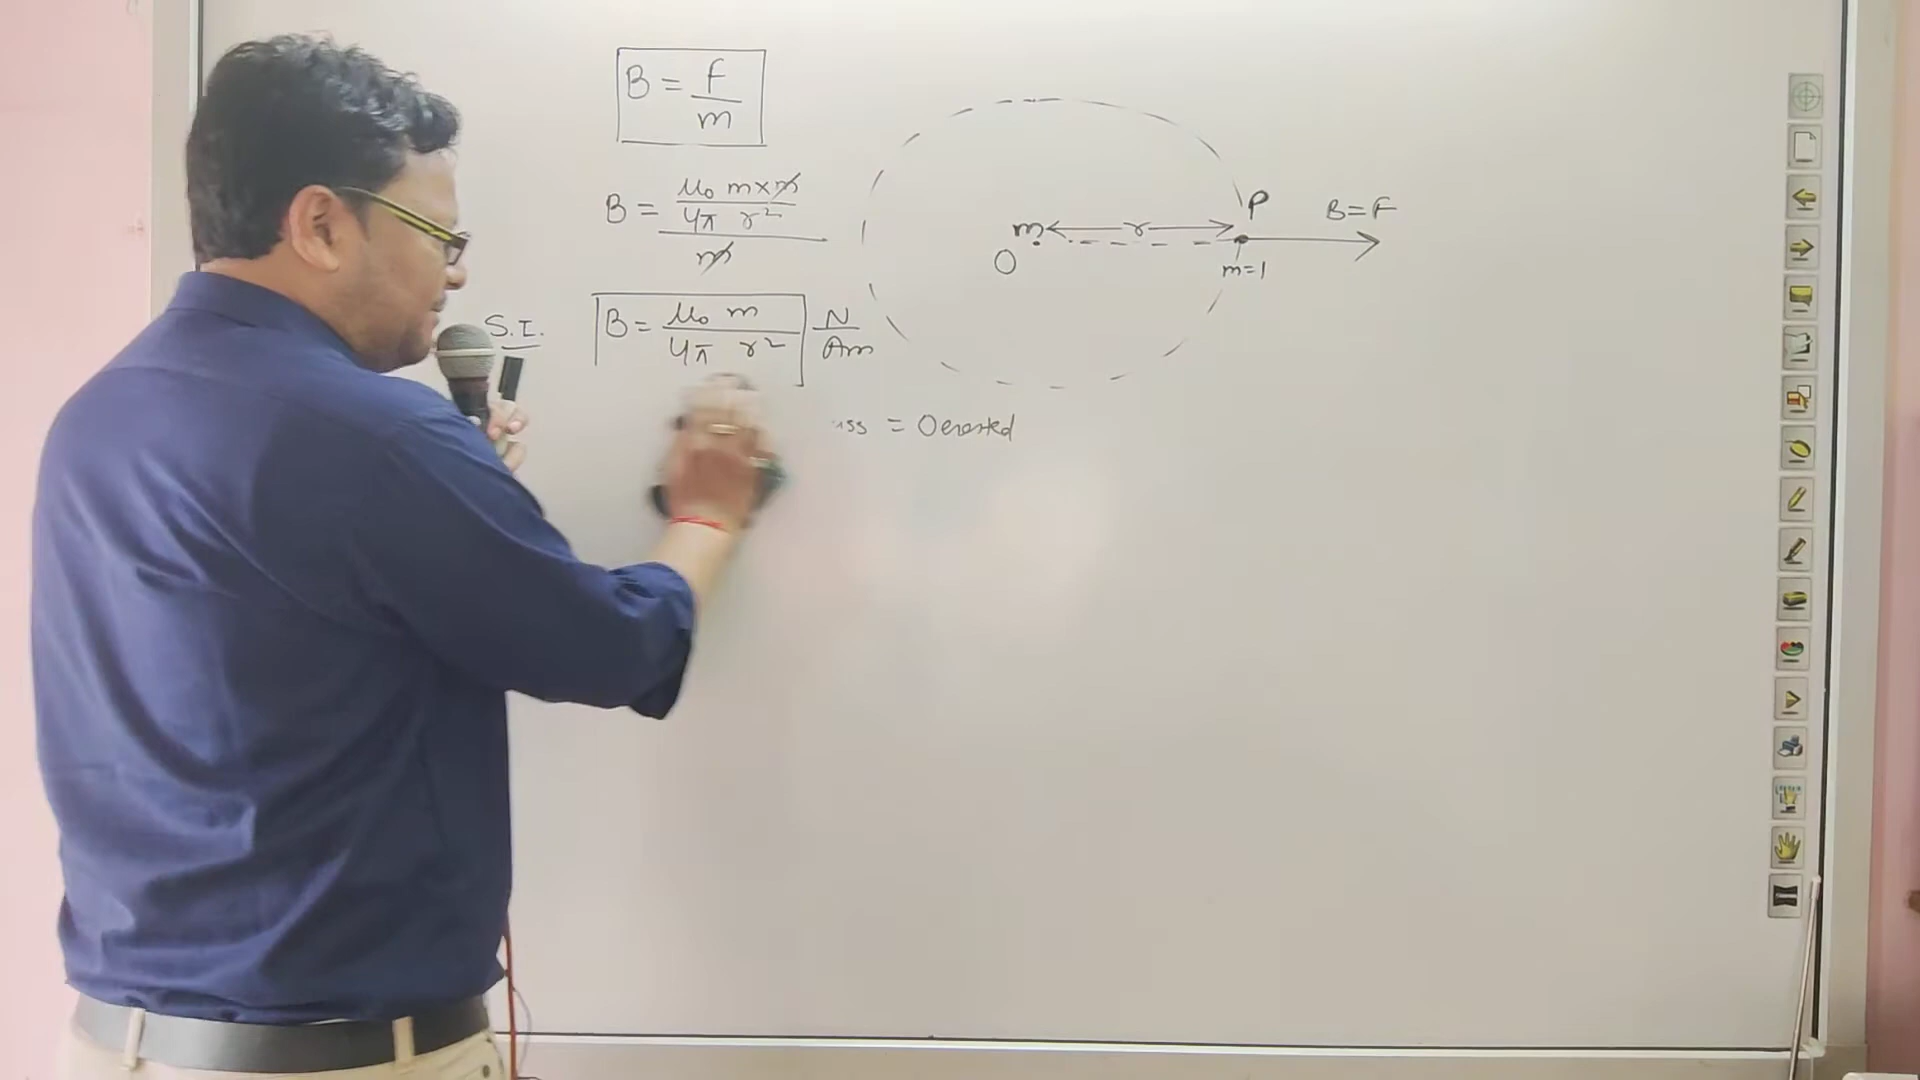 B = F/m
B = μ₀ m×m / 4π r² / m
S.I. B = μ₀ m / 4π r² N/Am
= Oersted
P
B=F
m r
O
m=1